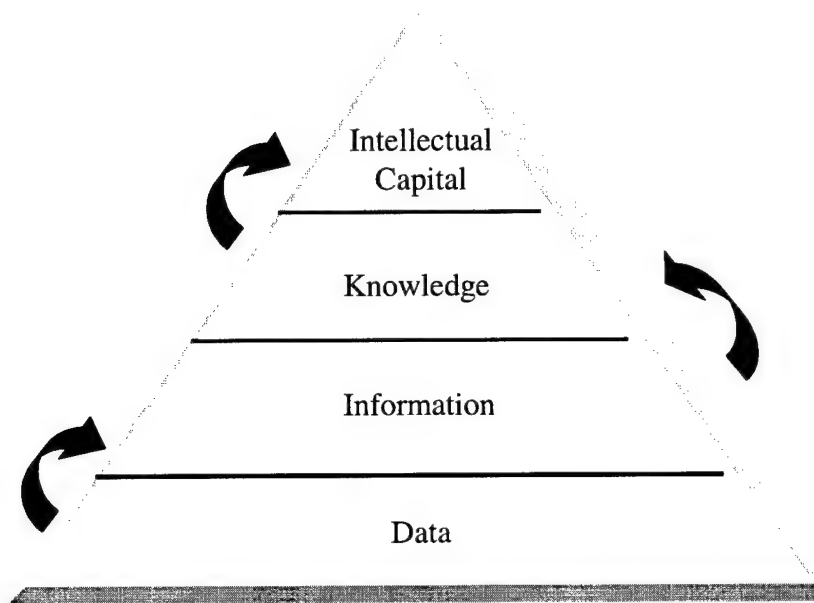 Intellectual
Capital
Knowledge
Information
Data